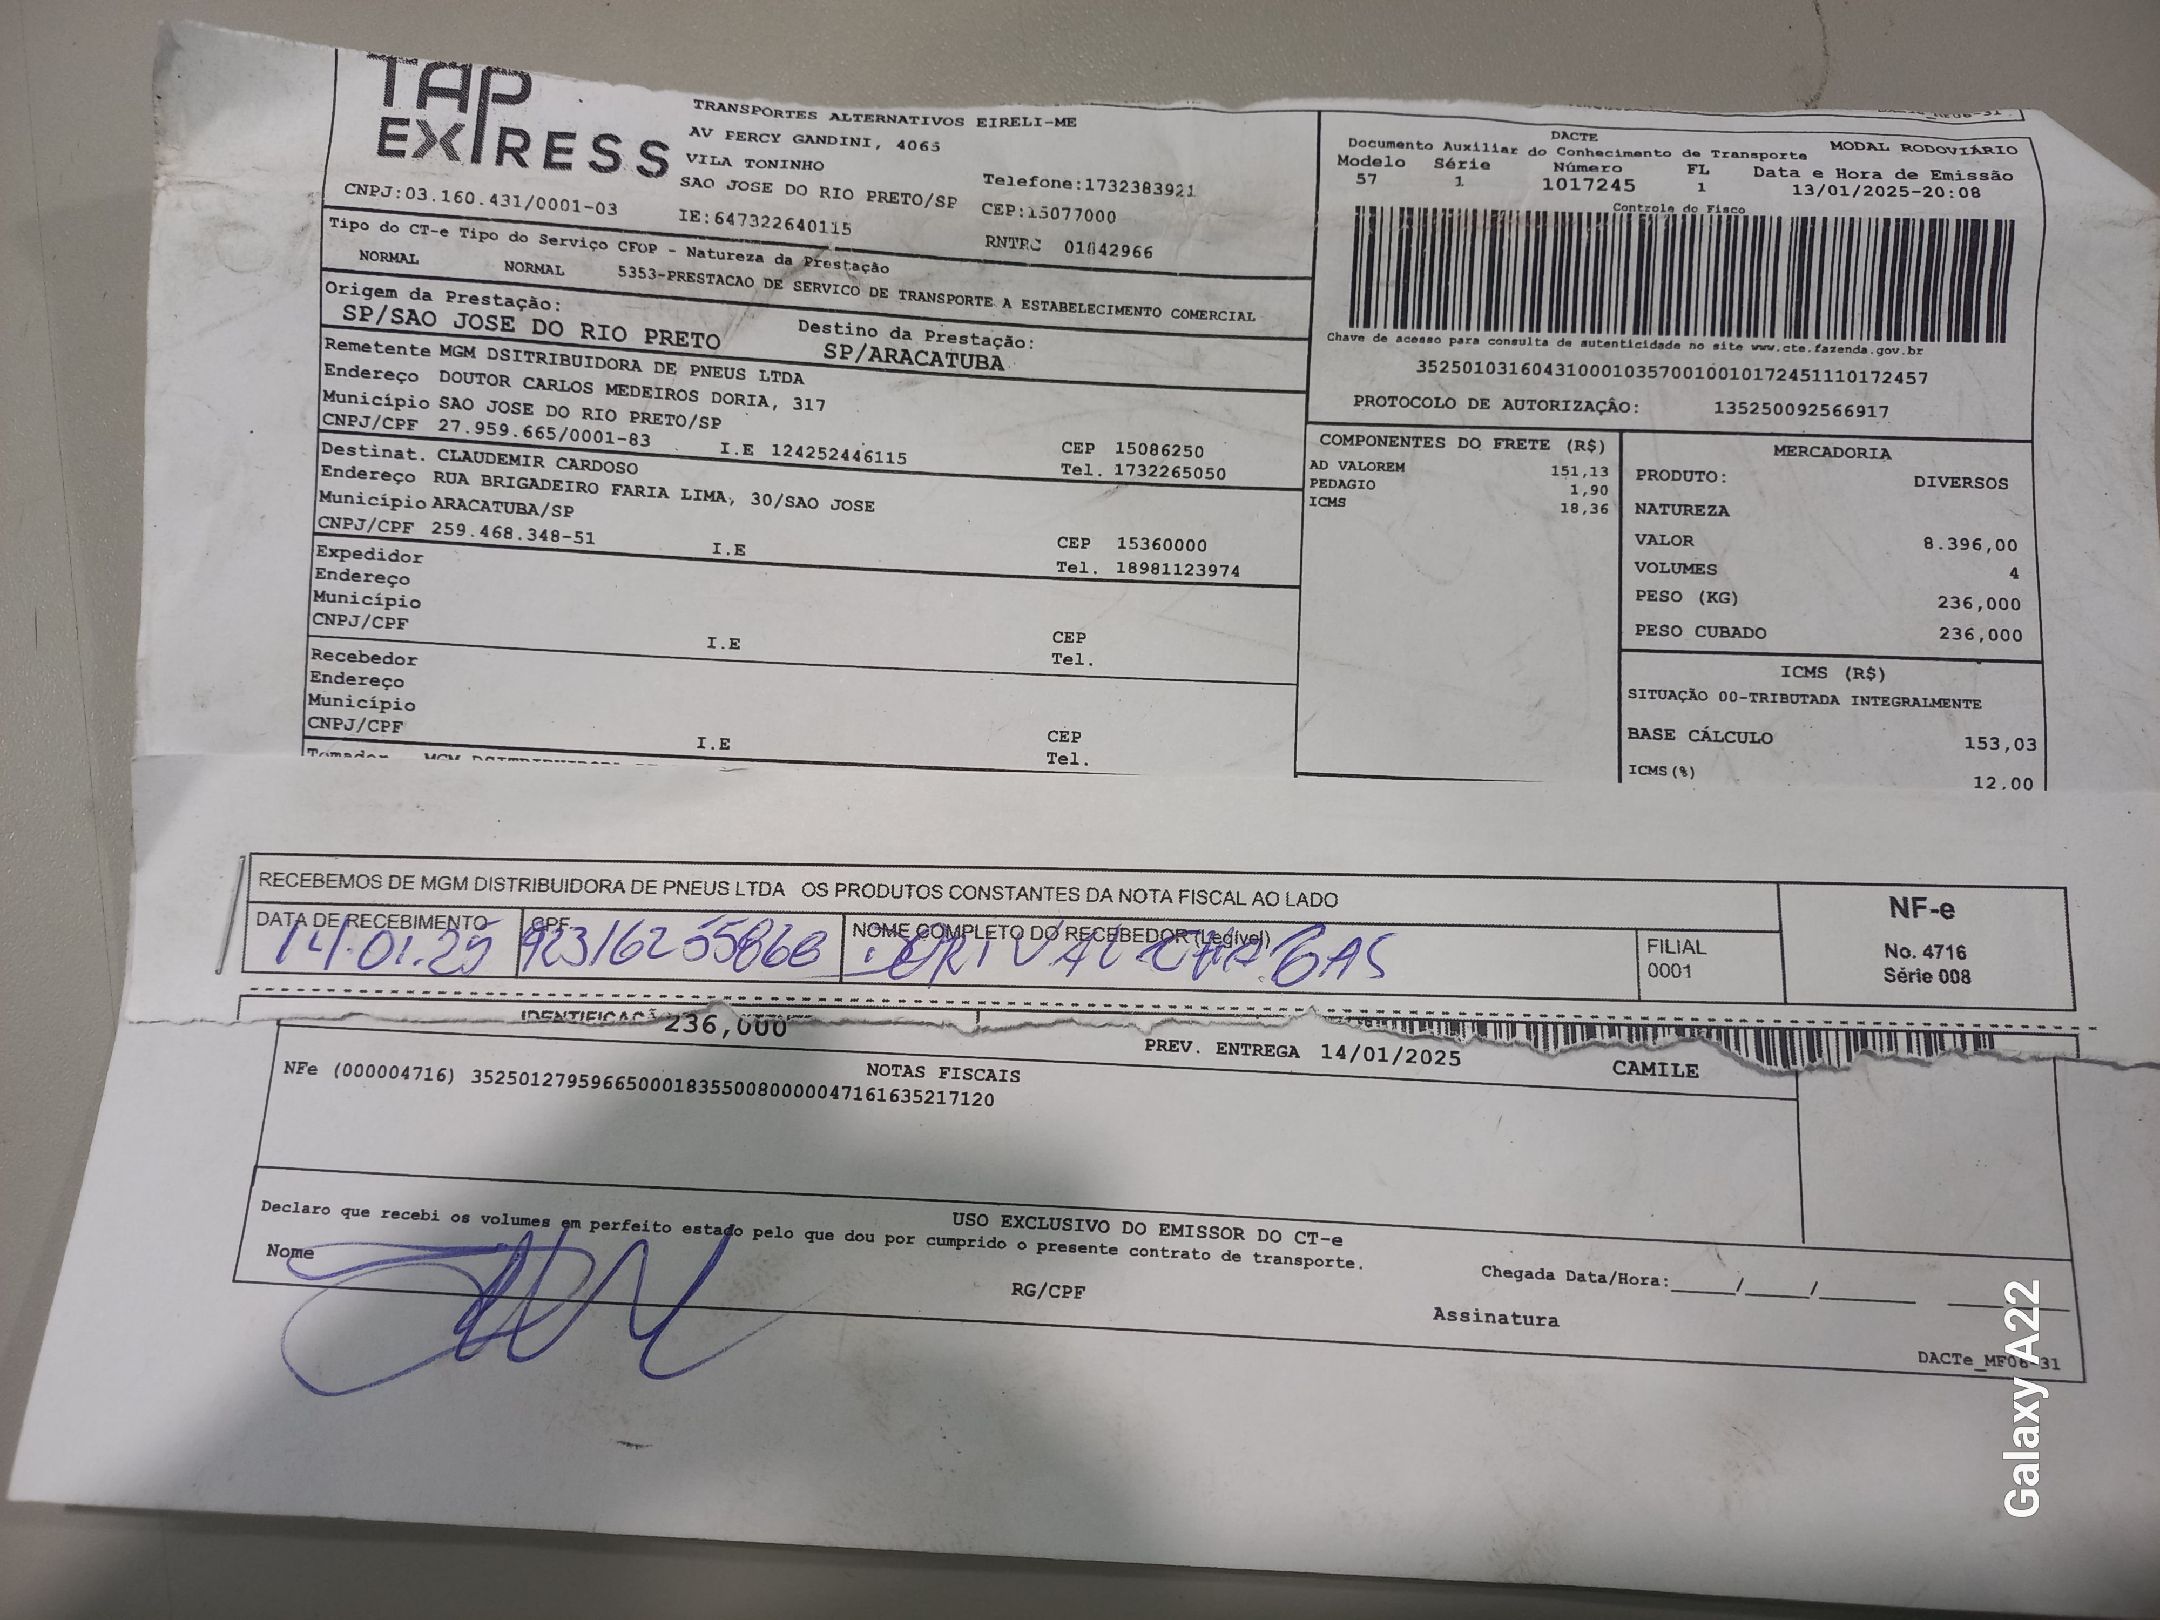 TAP EXPRESS
TRANSPORTES ALTERNATIVOS EIRELI-ME
AV PERCY GANDINI, 4065
VILA TONINHO
SAO JOSE DO RIO PRETO/SP
Telefone:1732383921
CEP:15077000
CNPJ:03.160.431/0001-03
IE:647322640115
RNTRC 01842966
Tipo do CT-e Tipo do Serviço CFOP - Natureza da Prestação
NORMAL NORMAL 5353-PRESTACAO DE SERVICO DE TRANSPORTE A ESTABELECIMENTO COMERCIAL
Origem da Prestação:
SP/SAO JOSE DO RIO PRETO
Destino da Prestação:
SP/ARACATUBA
Remetente MGM DSITRIBUIDORA DE PNEUS LTDA
Endereço DOUTOR CARLOS MEDEIROS DORIA, 317
Município SAO JOSE DO RIO PRETO/SP CEP 15086250
CNPJ/CPF 27.959.665/0001-83 I.E 124252446115 Tel. 1732265050
Destinat. CLAUDEMIR CARDOSO
Endereço RUA BRIGADEIRO FARIA LIMA, 30/SAO JOSE
Município ARACATUBA/SP CEP 15360000
CNPJ/CPF 259.468.348-51 I.E Tel. 18981123974
Expedidor
Endereço
Município CEP
CNPJ/CPF I.E Tel.
Recebedor
Endereço
Município CEP
CNPJ/CPF I.E Tel.
DACTE MODAL RODOVIÁRIO
Documento Auxiliar do Conhecimento de Transporte
Modelo Série Número FL Data e Hora de Emissão
57 1 1017245 1 13/01/2025-20:08
Controle do Fisco
Chave de acesso para consulta de autenticidade no site www.cte.fazenda.gov.br
35250103160431000103570010010172451110172457
PROTOCOLO DE AUTORIZAÇÂO: 135250092566917
COMPONENTES DO FRETE (R$)
AD VALOREM 151,13
PEDAGIO 1,90
ICMS 18,36
MERCADORIA
PRODUTO: DIVERSOS
NATUREZA
VALOR 8.396,00
VOLUMES 4
PESO (KG) 236,000
PESO CUBADO 236,000
ICMS (R$)
SITUAÇÃO 00-TRIBUTADA INTEGRALMENTE
BASE CÁLCULO 153,03
ICMS(%) 12,00
RECEBEMOS DE MGM DISTRIBUIDORA DE PNEUS LTDA OS PRODUTOS CONSTANTES DA NOTA FISCAL AO LADO
DATA DE RECEBIMENTO CPF NOME COMPLETO DO RECEBEDOR (Legível)
14.01.25
FILIAL
0001
NF-e
No. 4716
Série 008
236,000
PREV. ENTREGA 14/01/2025 CAMILE
NOTAS FISCAIS
NFe (000004716) 35250127959665000183550080000047161635217120
USO EXCLUSIVO DO EMISSOR DO CT-e
Declaro que recebi os volumes em perfeito estado pelo que dou por cumprido o presente contrato de transporte.
Nome RG/CPF Assinatura
Chegada Data/Hora:_____/_____/_______ ________
DACTe_MF06-31
Galaxy A22